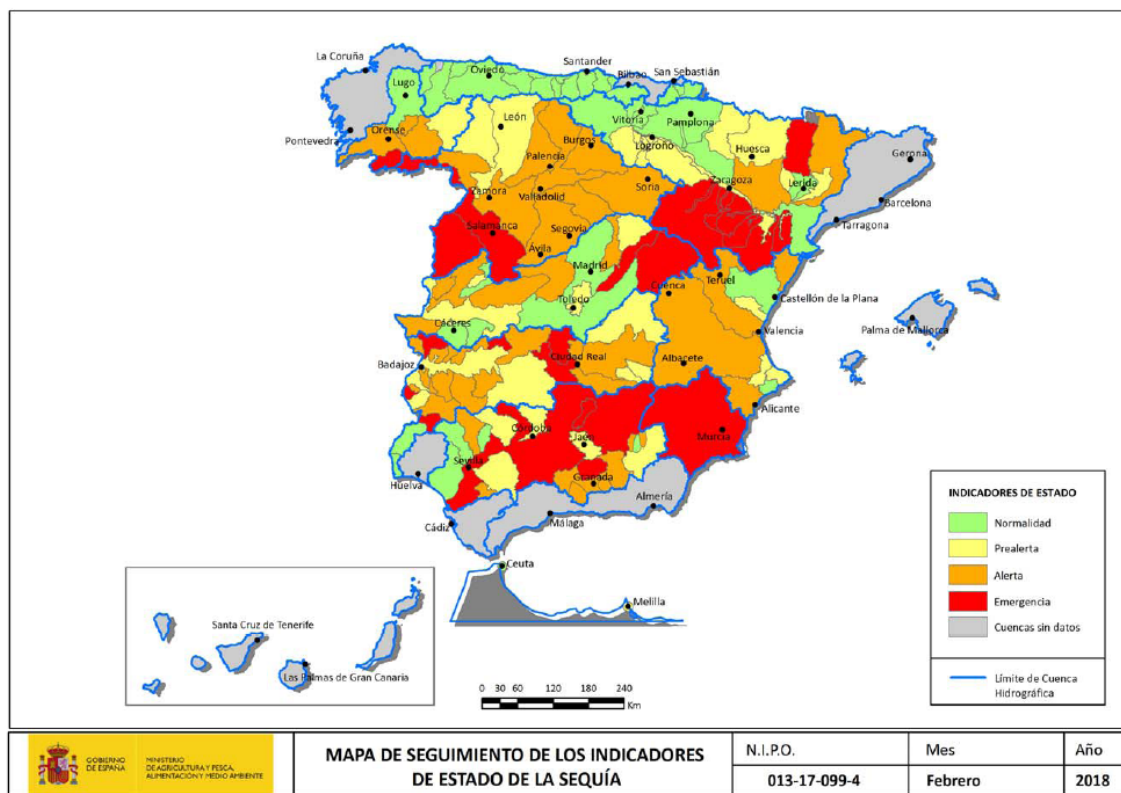 La Coruña
Lugo
Oviedo
Santander
Bilbao
San Sebastián
Pontevedra
Orense
León
Burgos
Vitoria
Pamplona
Logroño
Huesca
Gerona
Palencia
Zamora
Valladolid
Soria
Zaragoza
Lerida
Barcelona
Tarragona
Salamanca
Segovia
Ávila
Madrid
Teruel
Cuenca
Toledo
Castellón de la Plana
Cáceres
Valencia
Palma de Mallorca
Badajoz
Ciudad Real
Albacete
Alicante
Córdoba
Jaén
Murcia
Sevilla
Huelva
Granada
Almería
Cádiz
Málaga
Ceuta
Melilla
Santa Cruz de Tenerife
Las Palmas de Gran Canaria
0 30 60 120 180 240
Km
INDICADORES DE ESTADO
Normalidad
Prealerta
Alerta
Emergencia
Cuencas sin datos
Límite de Cuenca
Hidrográfica
GOBIERNO
DE ESPAÑA
MINISTERIO
DE AGRICULTURA Y PESCA,
ALIMENTACIÓN Y MEDIO AMBIENTE
MAPA DE SEGUIMIENTO DE LOS INDICADORES
DE ESTADO DE LA SEQUÍA
N.I.P.O.
013-17-099-4
Mes
Febrero
Año
2018